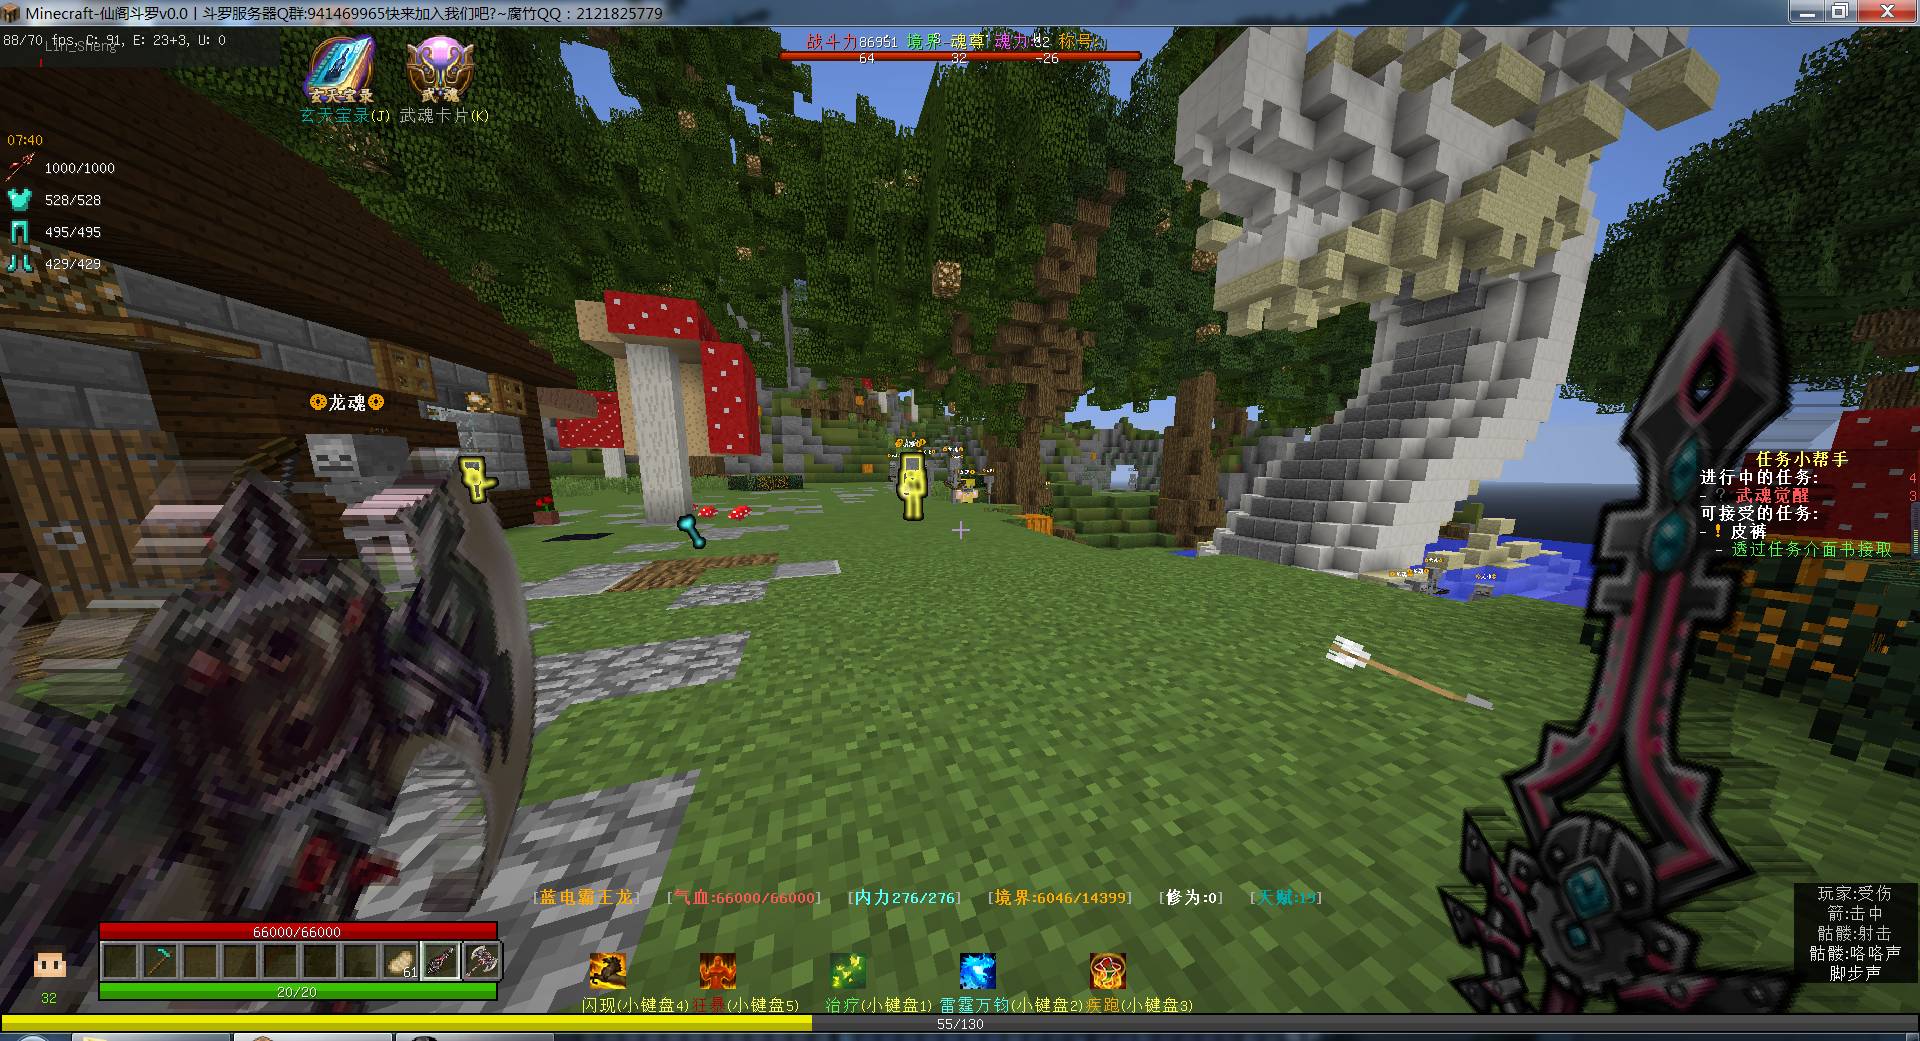 Minecraft-仙阁斗罗v0.0丨斗罗服务器Q群:941469965快来加入我们吧?~腐竹QQ：2121825779
88/70 fps, C: 91, E: 23+3, U: 0
Lin_Sheng
战斗力86951 境界-魂尊 魂力:32 称号:
64 32 -26
玄天宝录 武魂
玄天宝录(J) 武魂卡片(K)
07:40
1000/1000
528/528
495/495
429/429
龙魂
任务小帮手
进行中的任务:
- ? 武魂觉醒
可接受的任务:
- ! 皮裤
- 透过任务介面书接取
4
3
玩家:受伤
箭:击中
骷髅:射击
骷髅:咯咯声
脚步声
[蓝电霸王龙] [气血:66000/66000] [内力276/276] [境界:6046/14399] [修为:0] [天赋:19]
66000/66000
61
32
20/20
闪现(小键盘4) 狂暴(小键盘5) 治疗(小键盘1) 雷霆万钧(小键盘2) 疾跑(小键盘3)
55/130